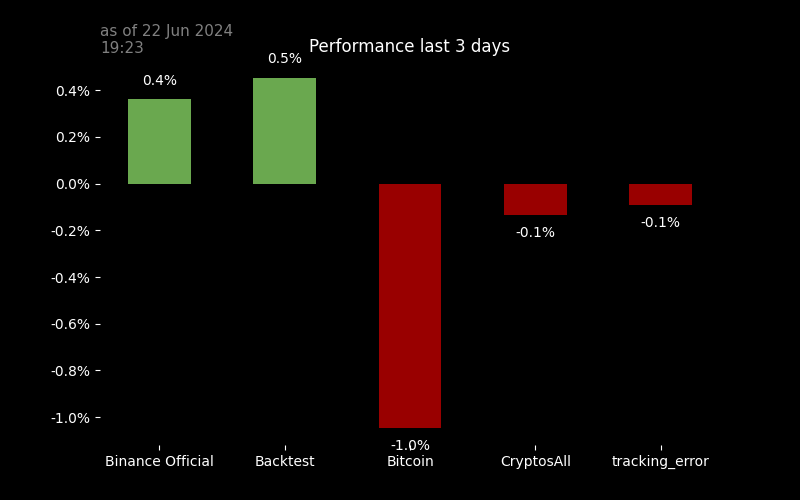 as of 22 Jun 2024
19:23
Performance last 3 days
0.4%
0.5%
-1.0%
-0.1%
-0.1%
0.4%
0.2%
0.0%
-0.2%
-0.4%
-0.6%
-0.8%
-1.0%
Binance Official
Backtest
Bitcoin
CryptosAll
tracking_error